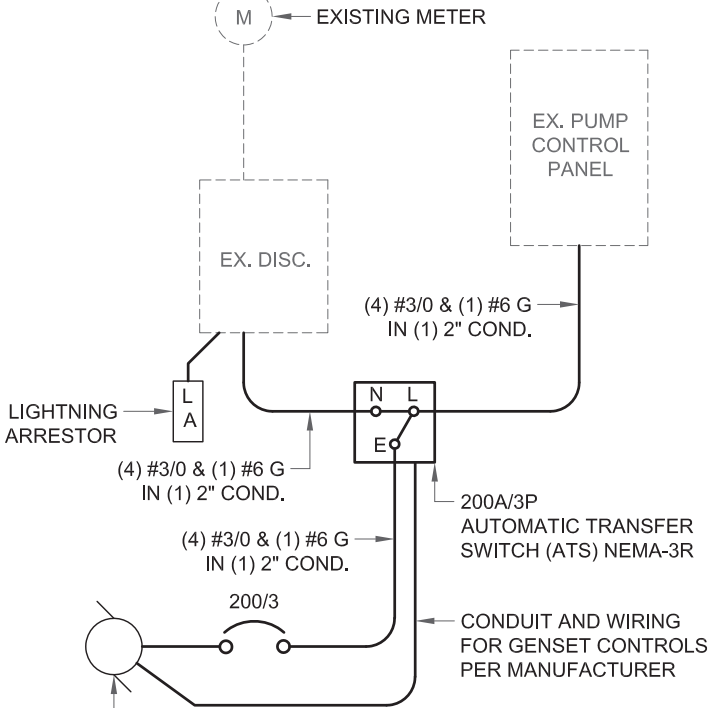 M
EXISTING METER
EX. PUMP
CONTROL
PANEL
EX. DISC.
(4) #3/0 & (1) #6 G
IN (1) 2" COND.
LIGHTNING
ARRESTOR
L
A
N L
E
(4) #3/0 & (1) #6 G
IN (1) 2" COND.
200A/3P
AUTOMATIC TRANSFER
SWITCH (ATS) NEMA-3R
(4) #3/0 & (1) #6 G
IN (1) 2" COND.
200/3
CONDUIT AND WIRING
FOR GENSET CONTROLS
PER MANUFACTURER